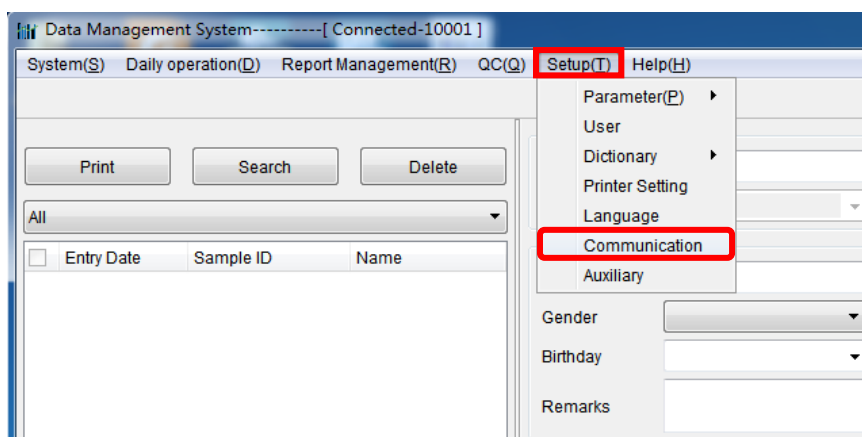 Data Management System----------[ Connected-10001 ]
System(S) Daily operation(D) Report Management(R) QC(Q) Setup(T) Help(H)
Parameter(P)
User
Print Search Delete
Dictionary
Printer Setting
All
Language
Communication
Entry Date Sample ID Name
Auxiliary
Gender
Birthday
Remarks